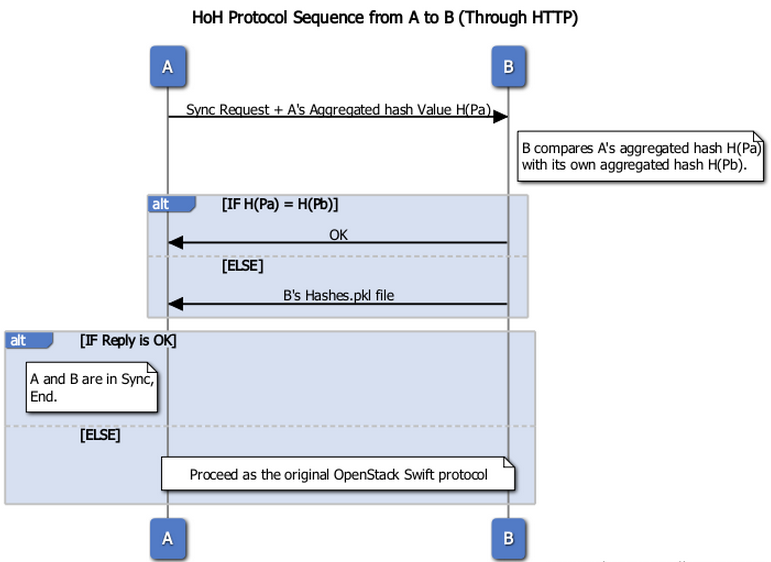 HoH Protocol Sequence from A to B (Through HTTP)
A
B
Sync Request + A's Aggregated hash Value H(Pa)
B compares A's aggregated hash H(Pa)
with its own aggregated hash H(Pb).
alt
[IF H(Pa) = H(Pb)]
OK
[ELSE]
B's Hashes.pkl file
alt
[IF Reply is OK]
A and B are in Sync,
End.
[ELSE]
Proceed as the original OpenStack Swift protocol
A
B